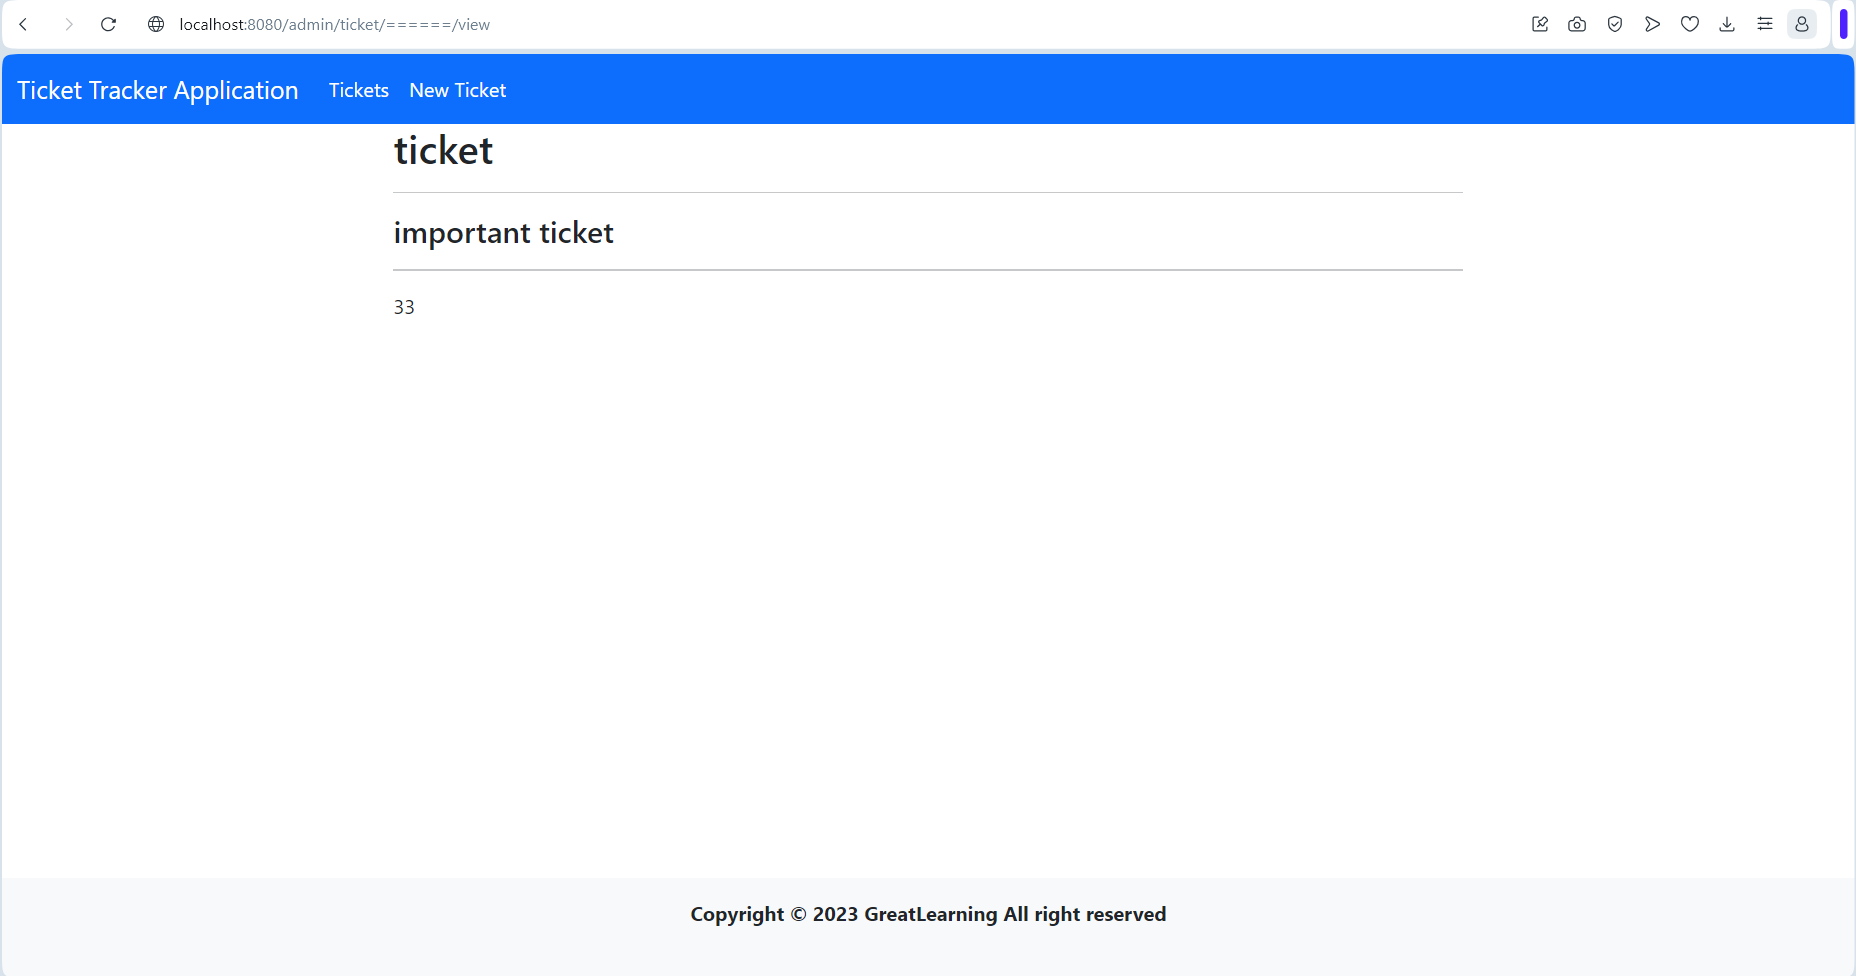 localhost:8080/admin/ticket/======/view
Ticket Tracker Application Tickets New Ticket
ticket
important ticket
33
Copyright © 2023 GreatLearning All right reserved